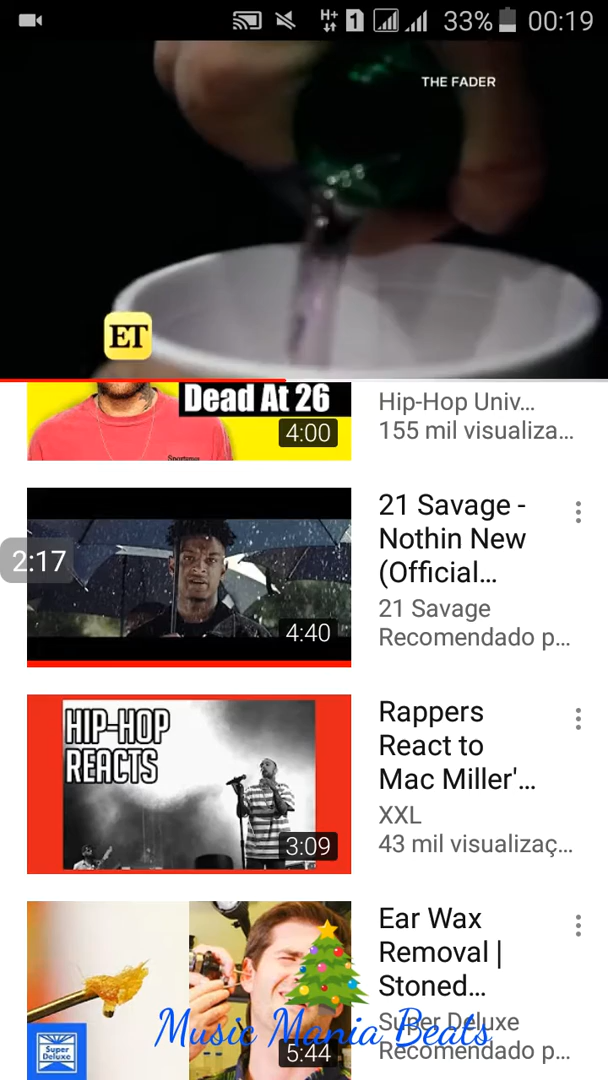 H+ 1 33% 00:19
THE FADER
ET
Dead At 26
4:00
Sportsman
Hip-Hop Univ...
155 mil visualiza...
2:17
4:40
21 Savage -
Nothin New
(Official...
21 Savage
Recomendado p...
HIP-HOP
REACTS
3:09
Rappers
React to
Mac Miller'...
XXL
43 mil visualizaç...
Super
Deluxe
5:44
Ear Wax
Removal |
Stoned...
Super Deluxe
Recomendado p...
Music Mania Beats